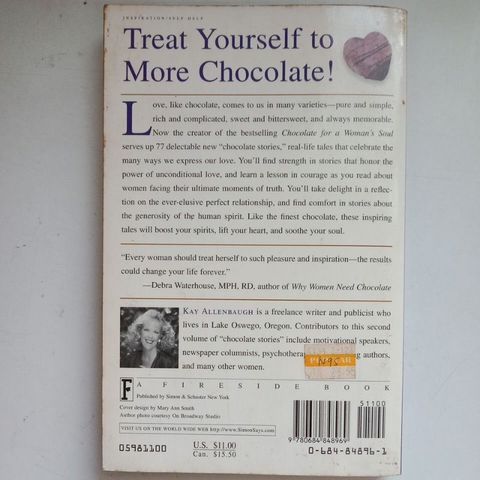 INSPIRATION/SELF HELP
Treat Yourself to
More Chocolate!
Love, like chocolate, comes to us in many varieties—pure and simple,
rich and complicated, sweet and bittersweet, and always memorable.
Now the creator of the bestselling Chocolate for a Woman's Soul
serves up 77 delectable new “chocolate stories,” real-life tales that celebrate the
many ways we express our love. You'll find strength in stories that honor the
power of unconditional love, and learn a lesson in courage as you read about
women facing their ultimate moments of truth. You'll take delight in a reflec-
tion on the ever-elusive perfect relationship, and find comfort in stories about
the generosity of the human spirit. Like the finest chocolate, these inspiring
tales will boost your spirits, lift your heart, and soothe your soul.
“Every woman should treat herself to such pleasure and inspiration—the results
could change your life forever.”
—Debra Waterhouse, MPH, RD, author of Why Women Need Chocolate
KAY ALLENBAUGH is a freelance writer and publicist who
lives in Lake Oswego, Oregon. Contributors to this second
volume of “chocolate stories” include motivational speakers,
newspaper columnists, psychothera
authors,
and many other women.
F
A FIRESIDE BOOK
Published by Simon & Schuster New York
Cover design by Mary Ann Smith
Author photo courtesy On Broadway Studio
VISIT US ON THE WORLD WIDE WEB http://www.SimonSays.com
05981100
U.S. $11.00
Can. $15.50
51100
9 780684 848969
0-684-84896-1